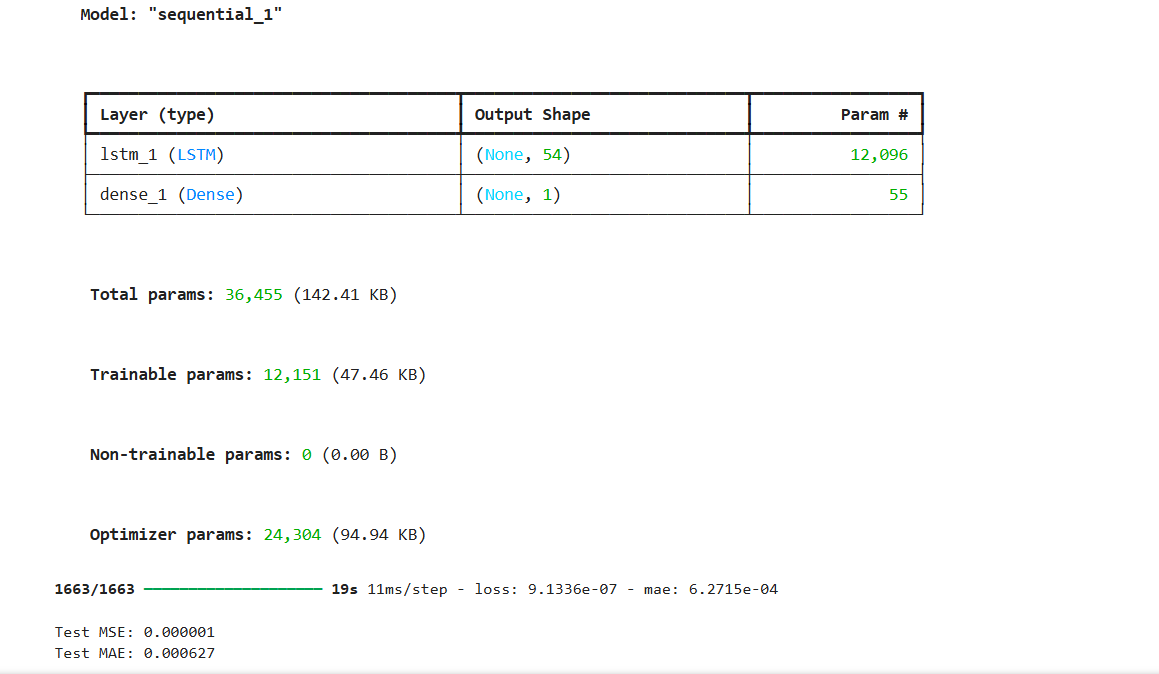 Model: "sequential_1"
Layer (type) Output Shape Param #
lstm_1 (LSTM) (None, 54) 12,096
dense_1 (Dense) (None, 1) 55
Total params: 36,455 (142.41 KB)
Trainable params: 12,151 (47.46 KB)
Non-trainable params: 0 (0.00 B)
Optimizer params: 24,304 (94.94 KB)
1663/1663 19s 11ms/step - loss: 9.1336e-07 - mae: 6.2715e-04
Test MSE: 0.000001
Test MAE: 0.000627